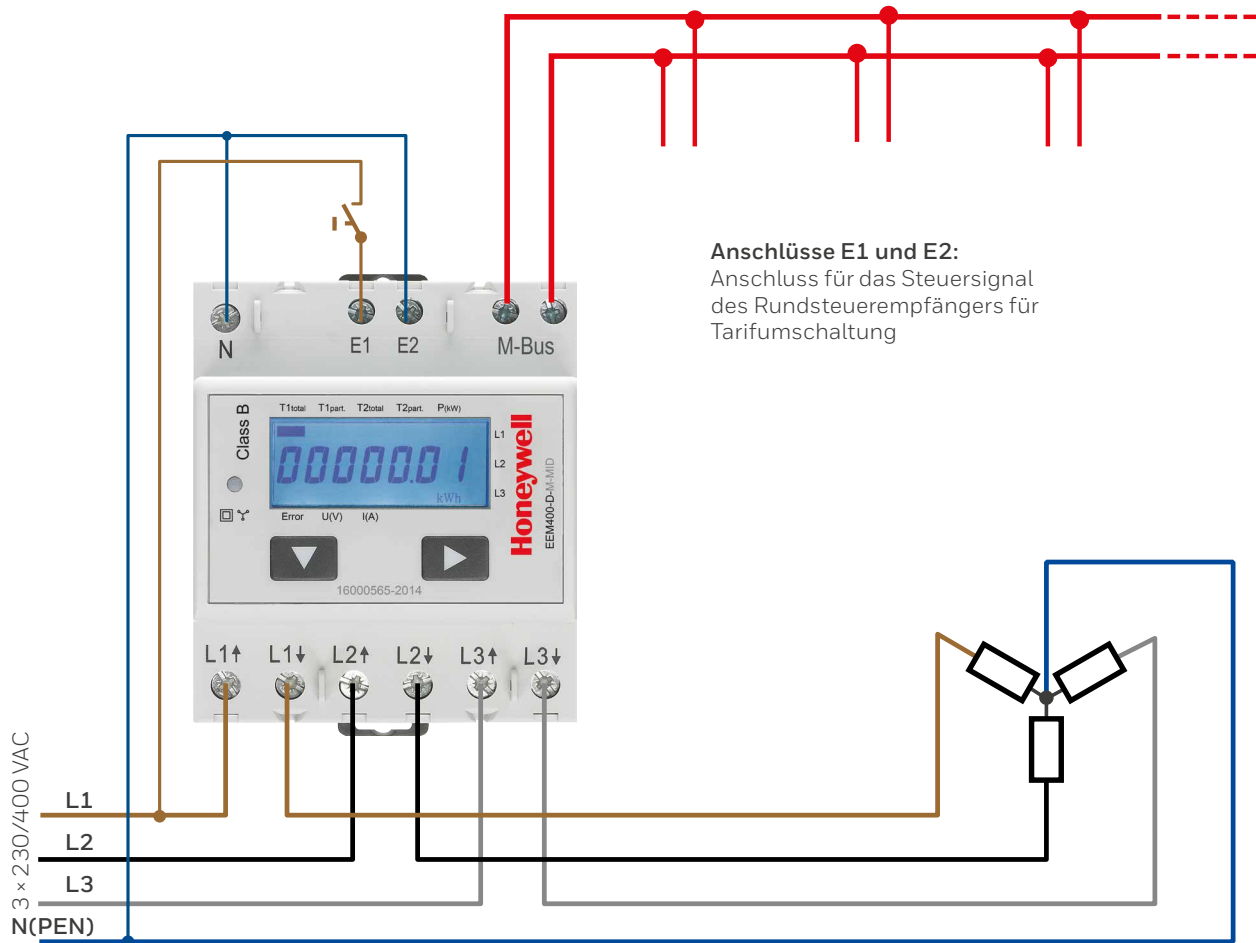 Anschlüsse E1 und E2:
Anschluss für das Steuersignal
des Rundsteuerempfängers für
Tarifumschaltung
N
E1
E2
M-Bus
Class B
T1total T1part. T2total T2part. P(kW)
L1
L2
L3
000000.01
kWh
Error U(V) I(A)
Honeywell
EEM400-D-M-MID
16000565-2014
L1↑ L1↓ L2↑ L2↓ L3↑ L3↓
3 × 230/400 VAC
L1
L2
L3
N(PEN)